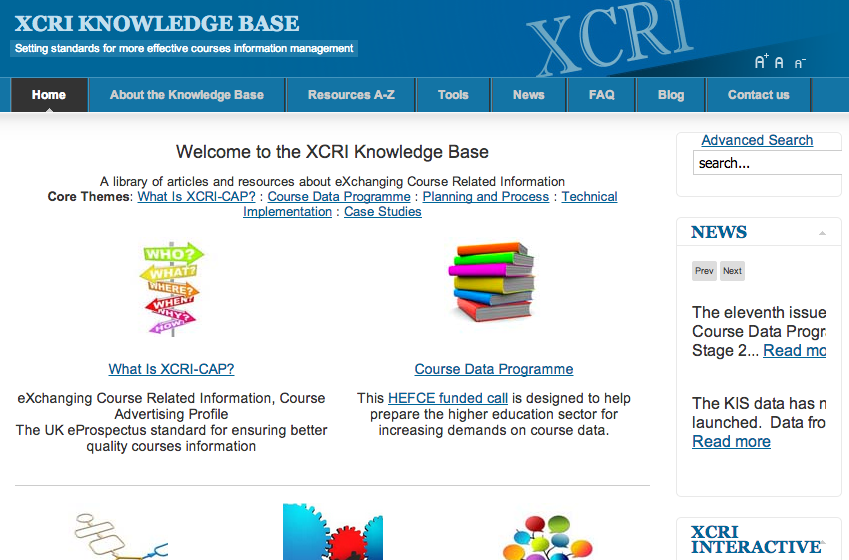 XCRI KNOWLEDGE BASE
Setting standards for more effective courses information management
XCRI
A+ A A-
Home About the Knowledge Base Resources A-Z Tools News FAQ Blog Contact us
Welcome to the XCRI Knowledge Base
A library of articles and resources about eXchanging Course Related Information
Core Themes: What Is XCRI-CAP? : Course Data Programme : Planning and Process : Technical
Implementation : Case Studies
WHO?
WHAT?
WHERE?
WHEN?
WHY?
HOW?
What Is XCRI-CAP?
eXchanging Course Related Information, Course
Advertising Profile
The UK eProspectus standard for ensuring better
quality courses information
Course Data Programme
This HEFCE funded call is designed to help
prepare the higher education sector for
increasing demands on course data.
Advanced Search
search...
NEWS
Prev Next
The eleventh issue
Course Data Progr
Stage 2... Read mo
The KIS data has n
launched. Data fro
Read more
XCRI
INTERACTIVE